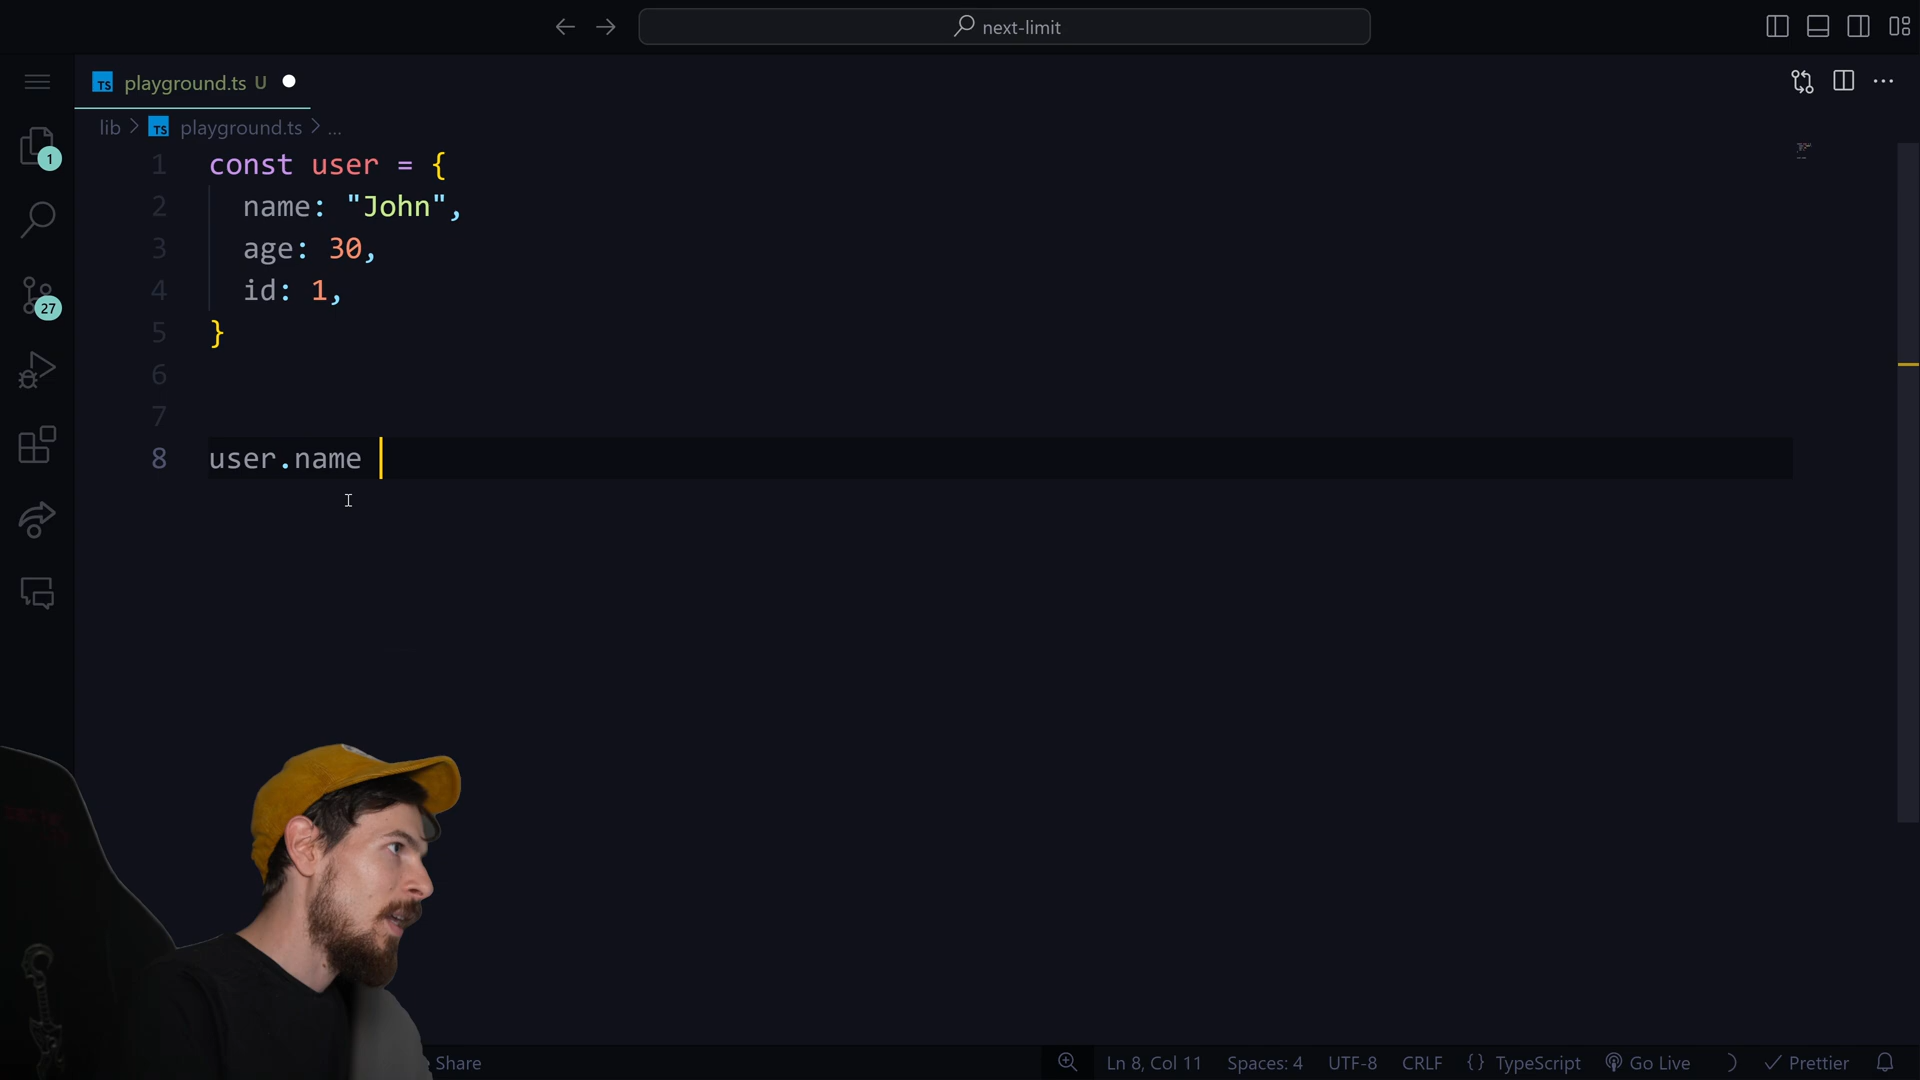 next-limit
TS playground.ts U
lib > TS playground.ts > ...
1 const user = {
2 name: "John",
3 age: 30,
4 id: 1,
5 }
6
7
8 user.name
1
27
Share
Ln 8, Col 11 Spaces: 4 UTF-8 CRLF {} TypeScript Go Live Prettier